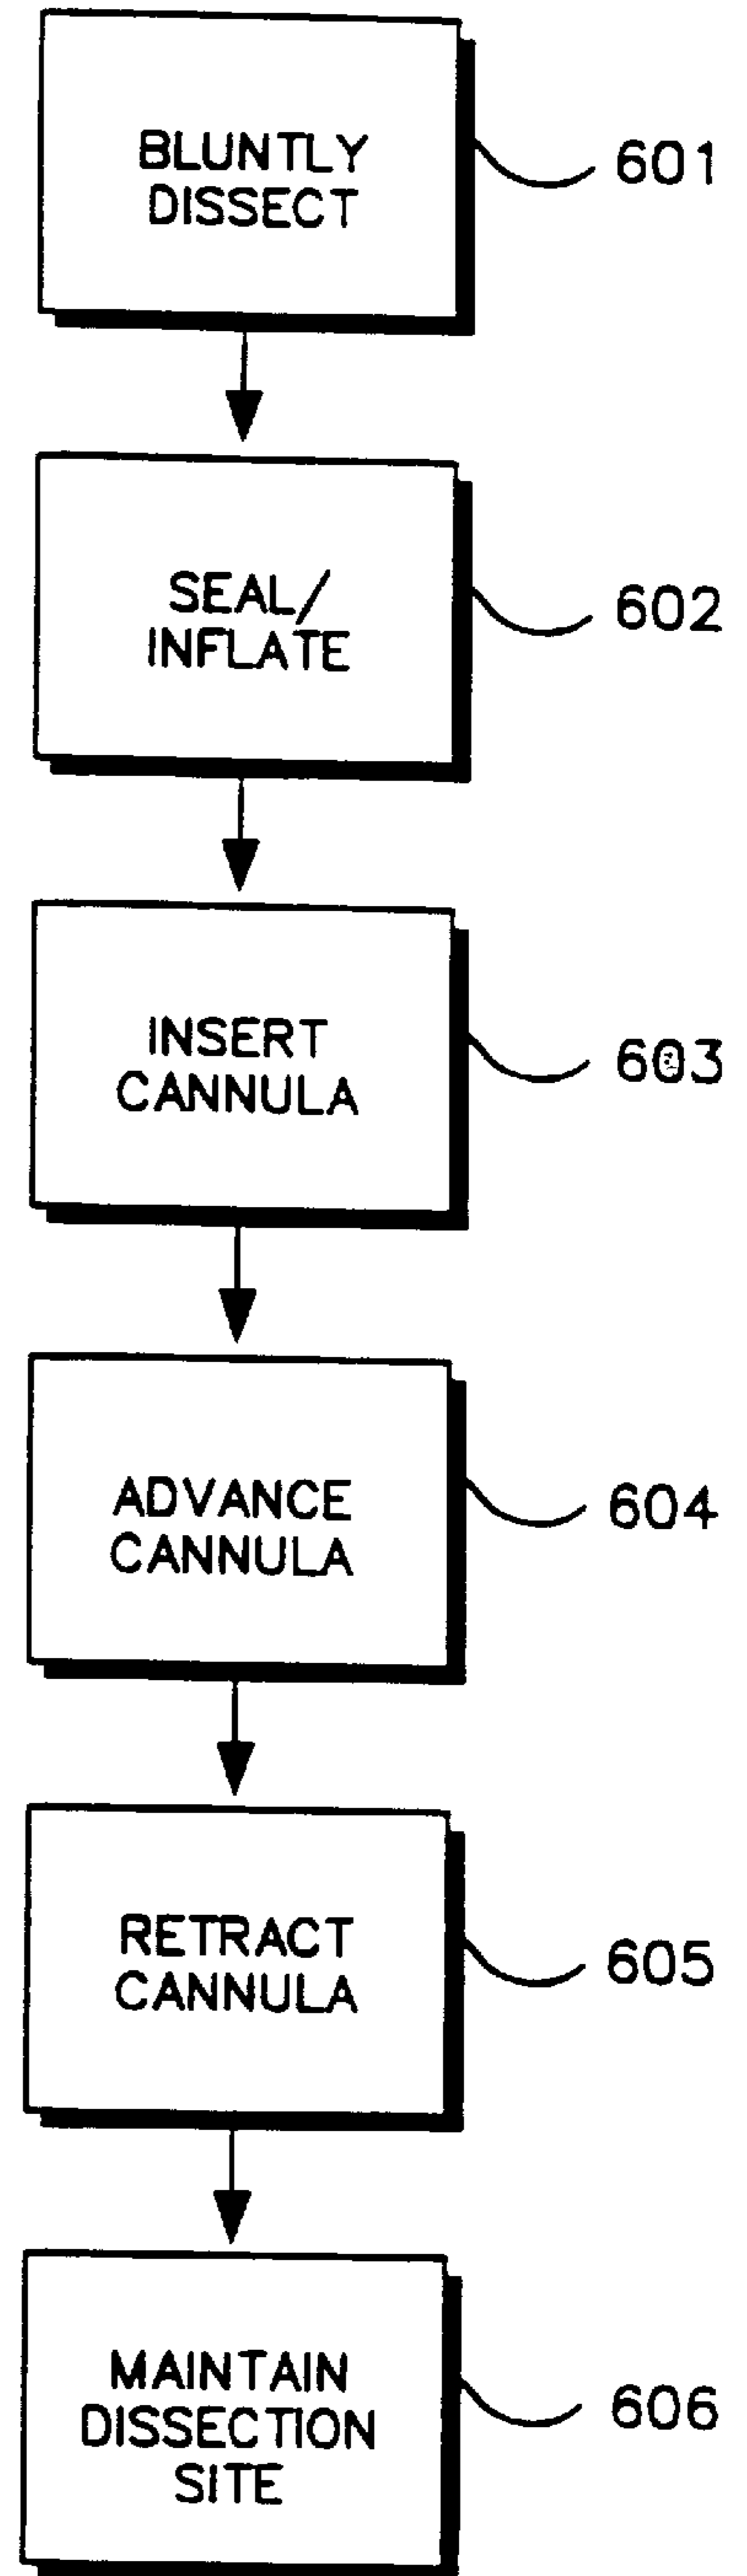 BLUNTLY
DISSECT
601
SEAL/
INFLATE
602
INSERT
CANNULA
603
ADVANCE
CANNULA
604
RETRACT
CANNULA
605
MAINTAIN
DISSECTION
SITE
606